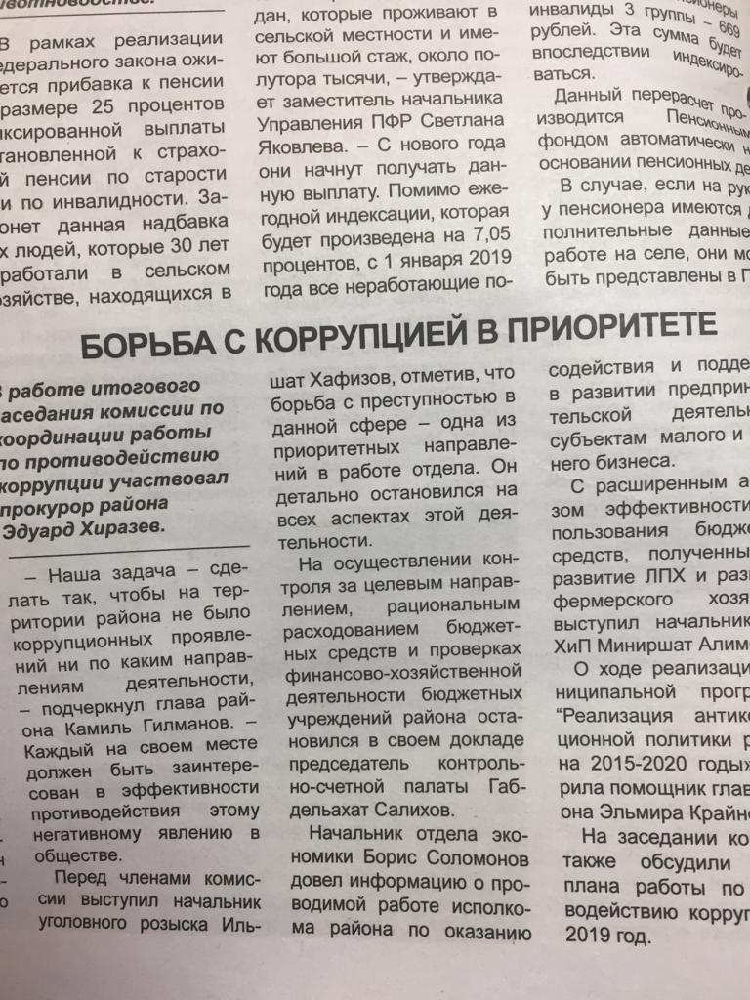 В рамках реализации
едерального закона ожи-
ется прибавка к пенсии
размере 25 процентов
иксированной выплаты
тановленной к страхо-
й пенсии по старости
и по инвалидности. За-
онет данная надбавка
х людей, которые 30 лет
работали в сельском
озяйстве, находящихся в
дан, которые проживают в
сельской местности и име-
ют большой стаж, около по-
лутора тысячи, – утвержда-
ет заместитель начальника
Управления ПФР Светлана
Яковлева. – С нового года
они начнут получать дан-
ную выплату. Помимо еже-
годной индексации, которая
будет произведена на 7,05
процентов, с 1 января 2019
года все неработающие по-
инвалиды 3 группы – 669
рублей. Эта сумма будет
впоследствии индексиро-
ваться.
Данный перерасчет про-
изводится Пенсионным
фондом автоматически н
основании пенсионных де
В случае, если на рук
у пенсионера имеются д
полнительные данные
работе на селе, они мо
быть представлены в П
БОРЬБА С КОРРУПЦИЕЙ В ПРИОРИТЕТЕ
В работе итогового
заседания комиссии по
координации работы
по противодействию
коррупции участвовал
прокурор района
Эдуард Хиразев.
– Наша задача – сде-
лать так, чтобы на тер-
ритории района не было
коррупционных проявле-
ний ни по каким направ-
лениям деятельности,
– подчеркнул глава рай-
она Камиль Гилманов. –
Каждый на своем месте
должен быть заинтере-
сован в эффективности
противодействия этому
негативному явлению в
обществе.
Перед членами комис-
сии выступил начальник
уголовного розыска Иль-
шат Хафизов, отметив, что
борьба с преступностью в
данной сфере – одна из
приоритетных направле-
ний в работе отдела. Он
детально остановился на
всех аспектах этой дея-
тельности.
На осуществлении кон-
троля за целевым направ-
лением, рациональным
расходованием бюджет-
ных средств и проверках
финансово-хозяйственной
деятельности бюджетных
учреждений района оста-
новился в своем докладе
председатель контроль-
но-счетной палаты Габ-
дельахат Салихов.
Начальник отдела эко-
номики Борис Соломонов
довел информацию о про-
водимой работе исполко-
ма района по оказанию
содействия и подде
в развитии предприн
тельской деятельн
субъектам малого и
него бизнеса.
С расширенным а
зом эффективности
пользования бюдже
средств, полученны
развитие ЛПХ и разв
фермерского хозя
выступил начальник
ХиП Миниршат Алим
О ходе реализаци
ниципальной прогр
"Реализация антико
ционной политики р
на 2015-2020 годы»
рила помощник глав
она Эльмира Крайно
На заседании ко
также обсудили
плана работы по
водействию корруп
2019 год.